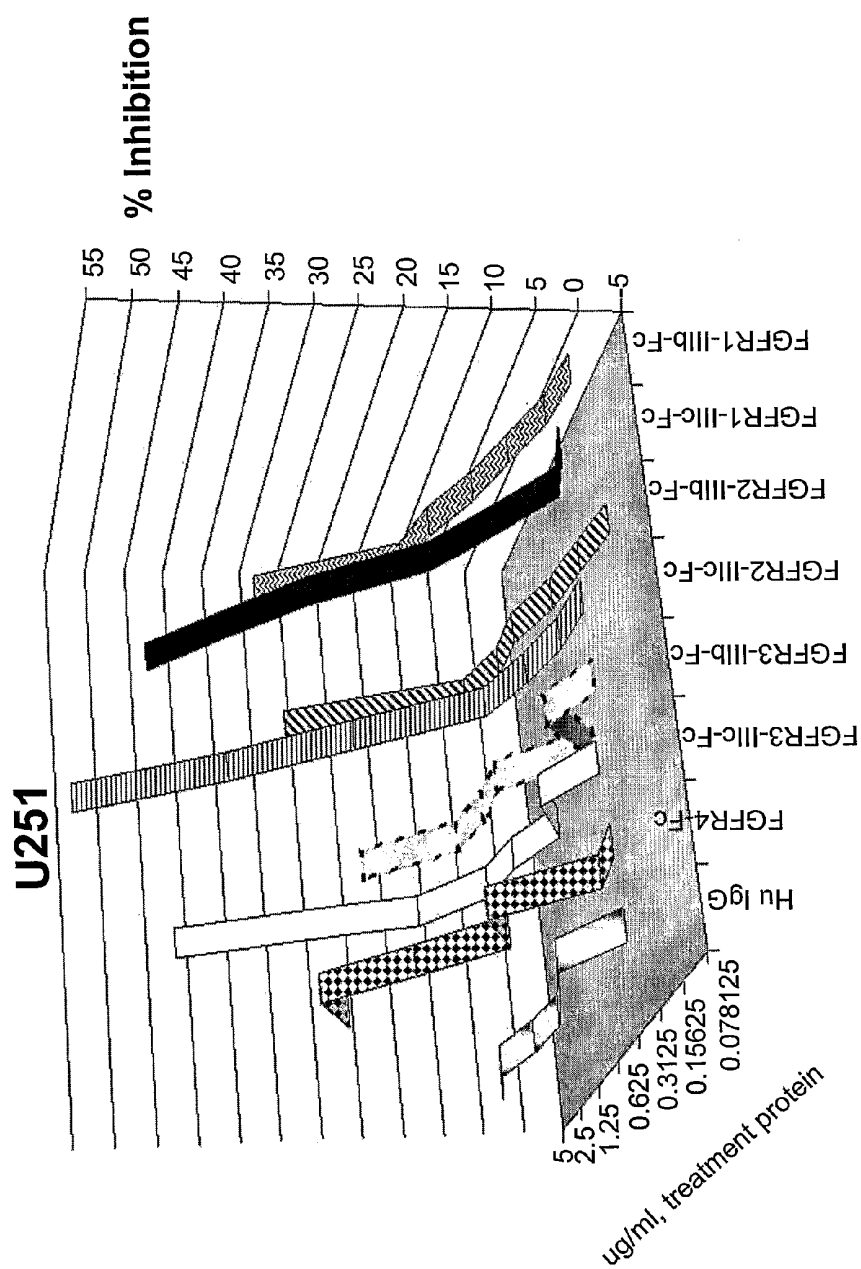 U251
% Inhibition
55
50
45
40
35
30
25
20
15
10
5
0
-5
FGFR1-IIIb-Fc
FGFR1-IIIc-Fc
FGFR2-IIIb-Fc
FGFR2-IIIc-Fc
FGFR3-IIIb-Fc
FGFR3-IIIc-Fc
FGFR4-Fc
Hu IgG
0.078125
0.15625
0.3125
0.625
1.25
2.5
5
ug/ml, treatment protein